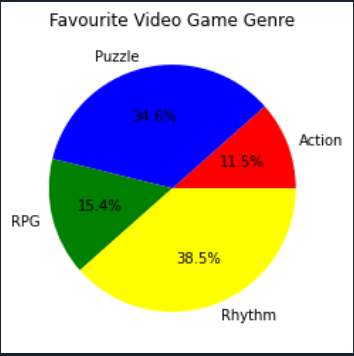 Favourite Video Game Genre
Puzzle
34.6%
Action
11.5%
15.4%
RPG
38.5%
Rhythm